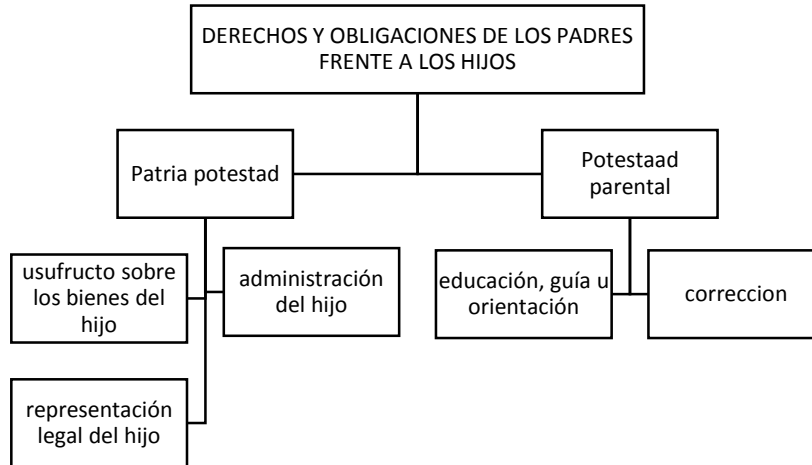 DERECHOS Y OBLIGACIONES DE LOS PADRES
FRENTE A LOS HIJOS
Patria potestad
Potestaad
parental
usufructo sobre
los bienes del
hijo
administración
del hijo
educación, guía u
orientación
correccion
representación
legal del hijo